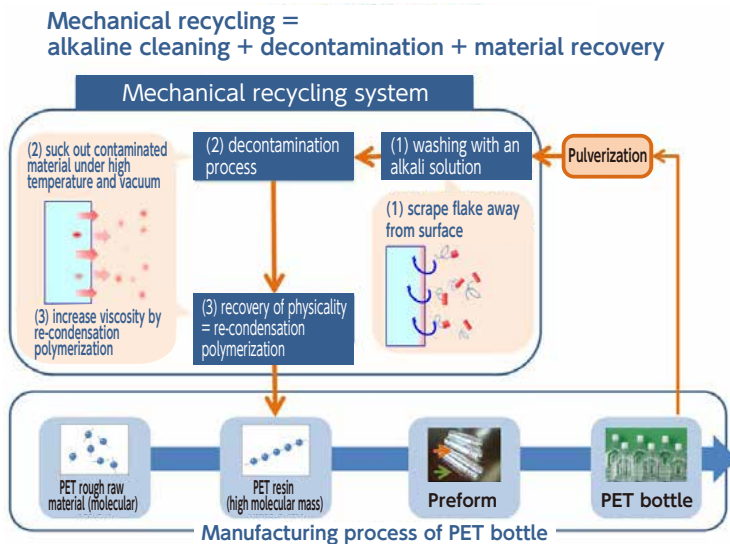 Mechanical recycling =
alkaline cleaning + decontamination + material recovery
Mechanical recycling system
(2) suck out contaminated
material under high
temperature and vacuum
(2) decontamination
process
(1) washing with an
alkali solution
Pulverization
(1) scrape flake away
from surface
(3) increase viscosity by
re-condensation
polymerization
(3) recovery of physicality
= re-condensation
polymerization
PET rough raw
material (molecular)
PET resin
(high molecular mass)
Preform
PET bottle
Manufacturing process of PET bottle